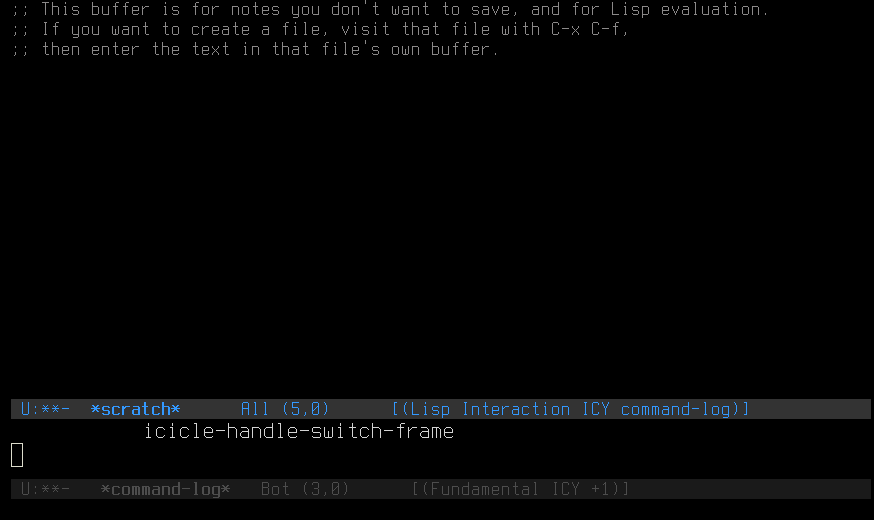 ;; This buffer is for notes you don't want to save, and for Lisp evaluation.
;; If you want to create a file, visit that file with C-x C-f,
;; then enter the text in that file's own buffer.
U:**-  *scratch*      All (5,0)      [(Lisp Interaction ICY command-log)]
icicle-handle-switch-frame
U:**-   *command-log*   Bot (3,0)      [(Fundamental ICY +1)]